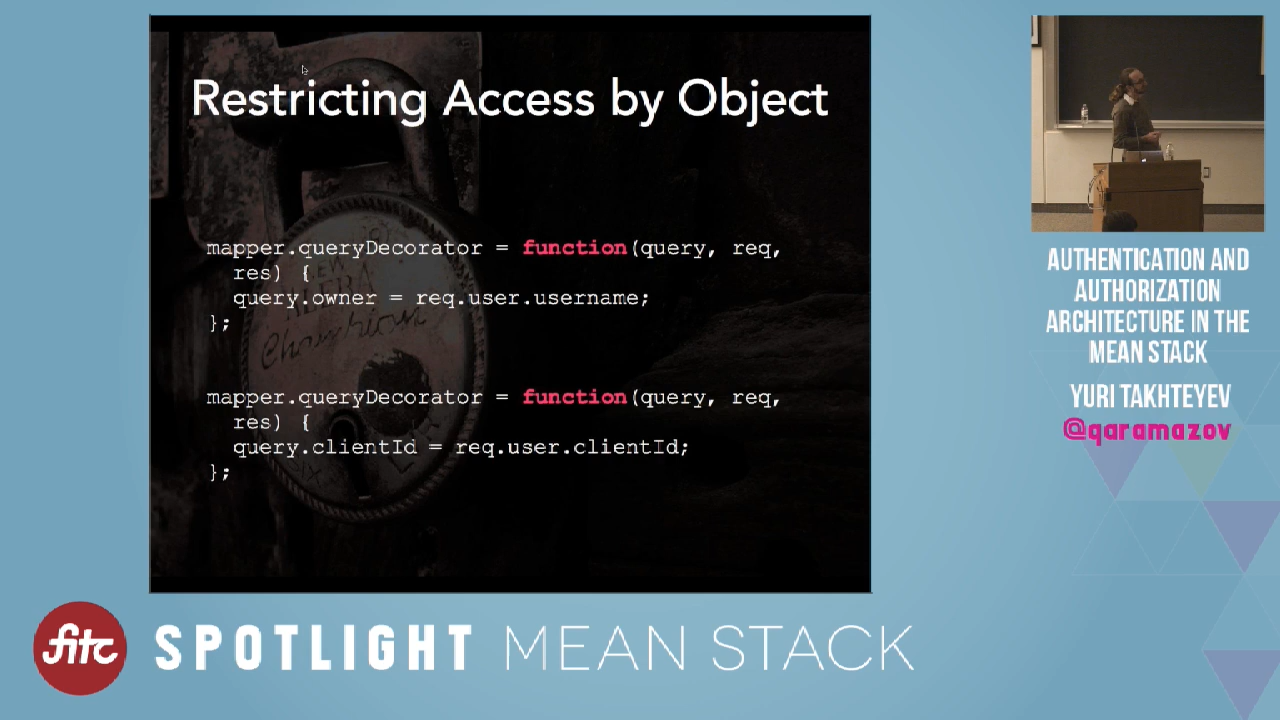 Restricting Access by Object
mapper.queryDecorator = function(query, req,
res) {
query.owner = req.user.username;
};
mapper.queryDecorator = function(query, req,
res) {
query.clientId = req.user.clientId;
};
AUTHENTICATION AND
AUTHORIZATION
ARCHITECTURE IN THE
MEAN STACK
YURI TAKHTEYEV
@qaramazov
fitc
SPOTLIGHT MEAN STACK